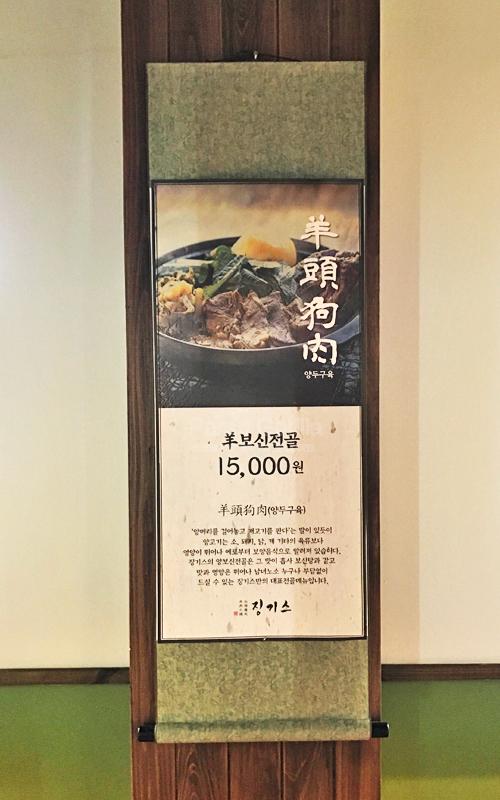 羊頭狗肉
양두구육
羊보신전골
15,000원
羊頭狗肉(양두구육)
'양머리를 걸어놓고 개고기를 판다'는 말이 있듯이
양고기는 소, 돼지, 닭, 개 기타의 육류보다
영양이 뛰어나 예로부터 보양음식으로 알려져 있습니다.
징기스의 양보신전골은 그 맛이 흡사 보신탕과 같고
맛과 영양은 뛰어나 남녀노소 누구나 부담없이
드실 수 있는 징기스만의 대표전골메뉴입니다.
징기스